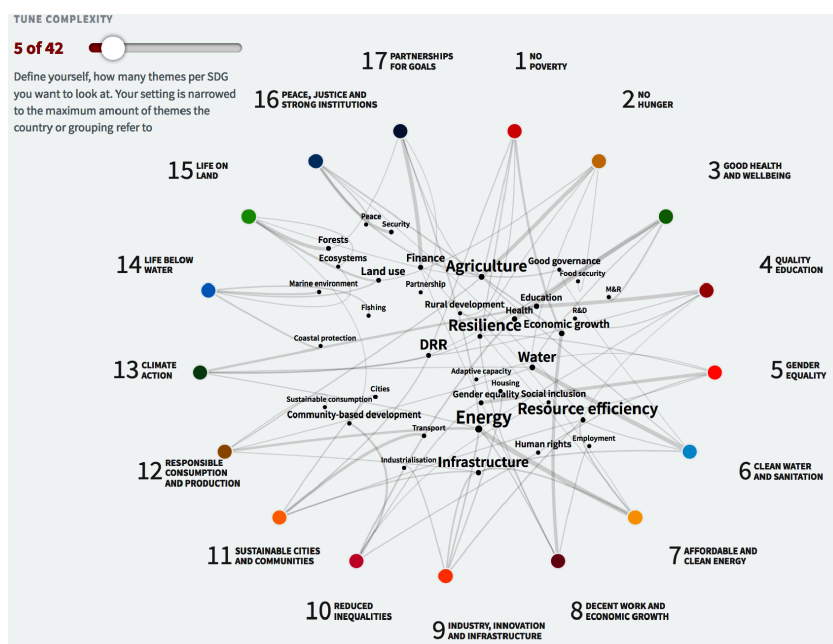 TUNE COMPLEXITY
5 of 42
Define yourself, how many themes per SDG
you want to look at. Your setting is narrowed
to the maximum amount of themes the
country or grouping refer to
17 PARTNERSHIPS
FOR GOALS
1 NO
POVERTY
16 PEACE, JUSTICE AND
STRONG INSTITUTIONS
2 NO
HUNGER
15 LIFE ON
LAND
3 GOOD HEALTH
AND WELLBEING
14 LIFE BELOW
WATER
4 QUALITY
EDUCATION
13 CLIMATE
ACTION
5 GENDER
EQUALITY
12 RESPONSIBLE
CONSUMPTION
AND PRODUCTION
6 CLEAN WATER
AND SANITATION
11 SUSTAINABLE CITIES
AND COMMUNITIES
7 AFFORDABLE AND
CLEAN ENERGY
10 REDUCED
INEQUALITIES
9 INDUSTRY, INNOVATION
AND INFRASTRUCTURE
8 DECENT WORK AND
ECONOMIC GROWTH
Peace
Security
Forests
Ecosystems
Finance
Agriculture
Good governance
Land use
Food security
Marine environment
Partnership
M&R
Education
Rural development
Fishing
Health
R&D
Resilience
Economic growth
Coastal protection
DRR
Water
Adaptive capacity
Housing
Cities
Gender equality
Social inclusion
Sustainable consumption
Resource efficiency
Community-based development
Energy
Transport
Employment
Human rights
Industrialisation
Infrastructure